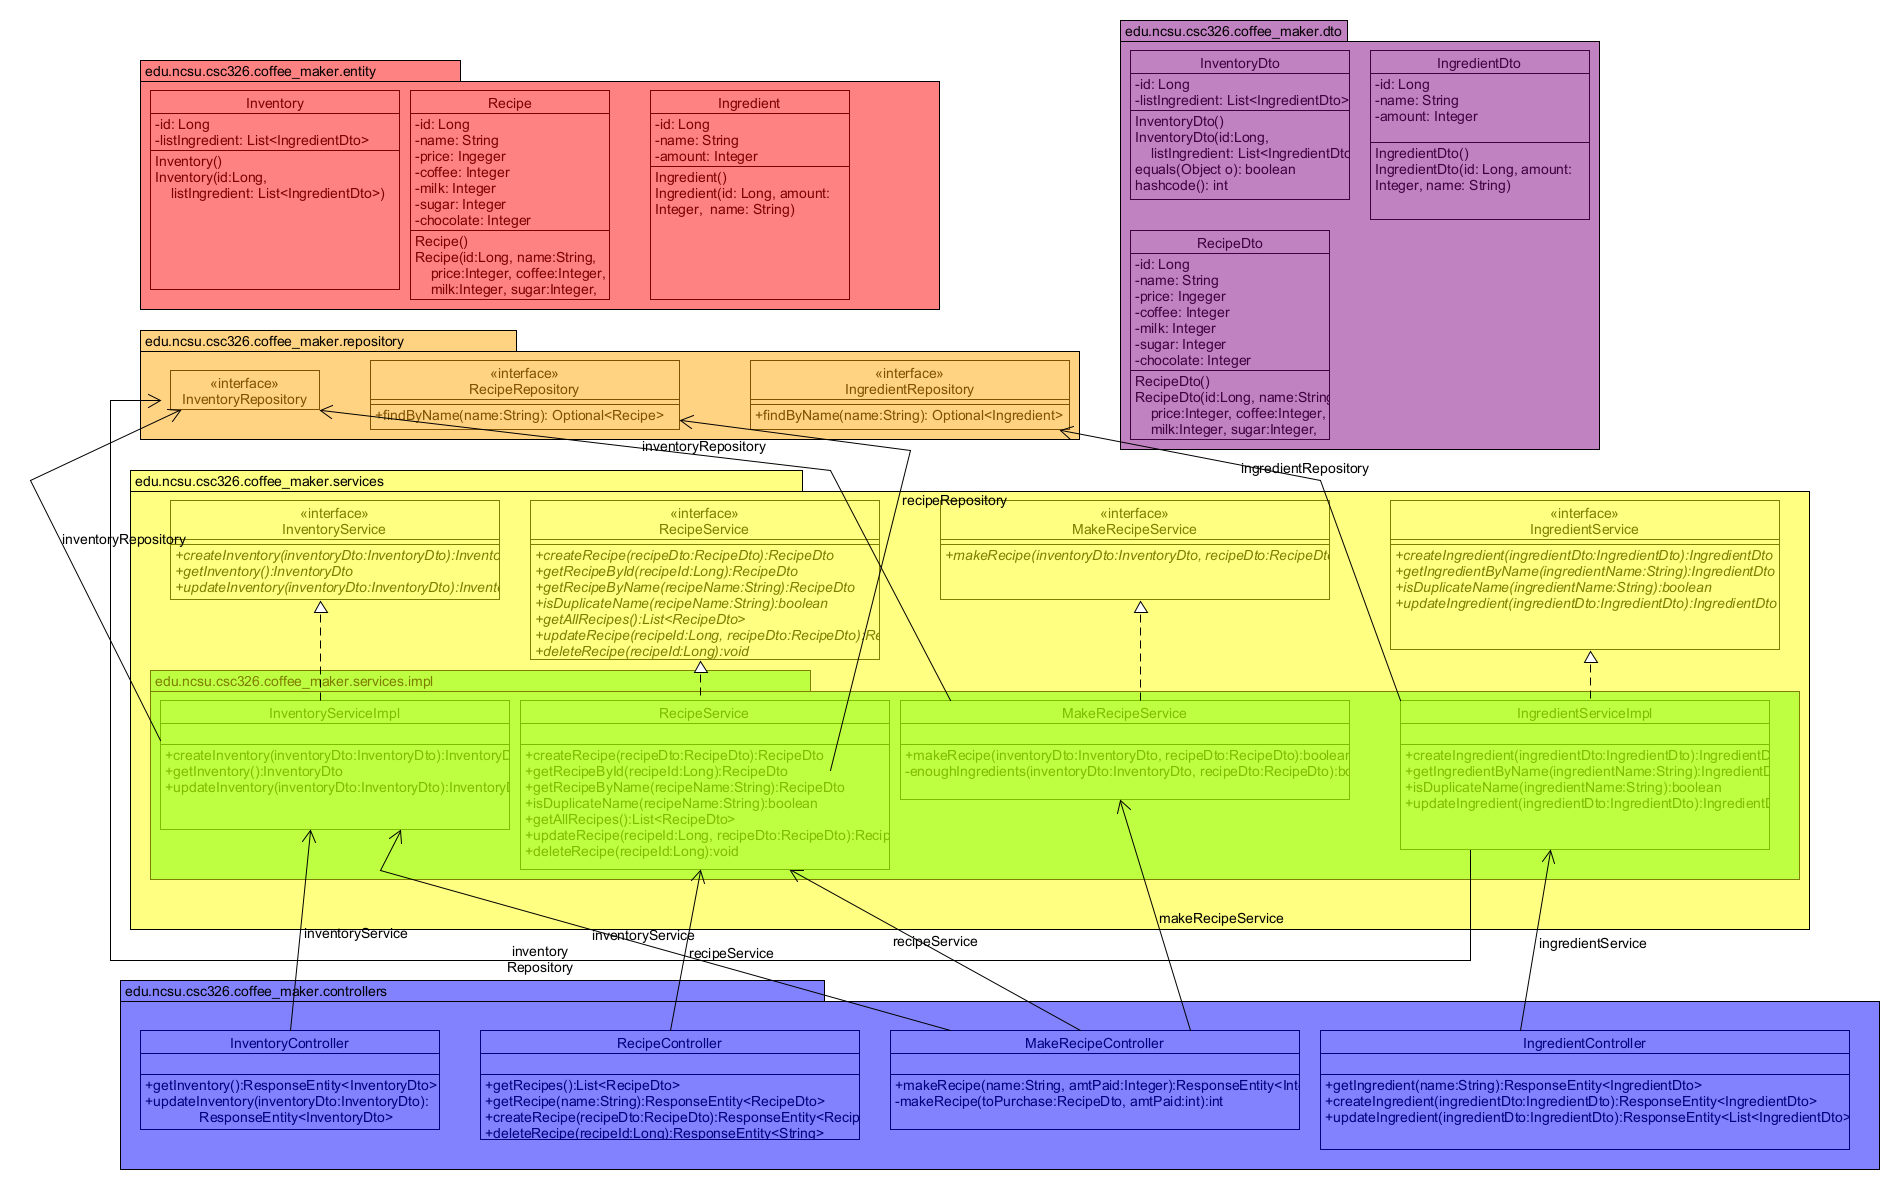 edu.ncsu.csc326.coffee_maker.entity
Inventory
-id: Long
-listIngredient: List<IngredientDto>
Inventory()
Inventory(id:Long,
listIngredient: List<IngredientDto>)
Recipe
-id: Long
-name: String
-price: Ingeger
-coffee: Integer
-milk: Integer
-sugar: Integer
-chocolate: Integer
Recipe()
Recipe(id:Long, name:String,
price:Integer, coffee:Integer,
milk:Integer, sugar:Integer,
Ingredient
-id: Long
-name: String
-amount: Integer
Ingredient()
Ingredient(id: Long, amount:
Integer,  name: String)
edu.ncsu.csc326.coffee_maker.dto
InventoryDto
-id: Long
-listIngredient: List<IngredientDto>
InventoryDto()
InventoryDto(id:Long,
listIngredient: List<IngredientDto
equals(Object o): boolean
hashcode(): int
IngredientDto
-id: Long
-name: String
-amount: Integer
IngredientDto()
IngredientDto(id: Long, amount:
Integer, name: String)
RecipeDto
-id: Long
-name: String
-price: Ingeger
-coffee: Integer
-milk: Integer
-sugar: Integer
-chocolate: Integer
RecipeDto()
RecipeDto(id:Long, name:String
price:Integer, coffee:Integer,
milk:Integer, sugar:Integer,
edu.ncsu.csc326.coffee_maker.repository
«interface»
InventoryRepository
«interface»
RecipeRepository
+findByName(name:String): Optional<Recipe>
«interface»
IngredientRepository
+findByName(name:String): Optional<Ingredient>
inventoryRepository
ingredientRepository
recipeRepository
inventoryRepository
edu.ncsu.csc326.coffee_maker.services
«interface»
InventoryService
+createInventory(inventoryDto:InventoryDto):Invento
+getInventory():InventoryDto
+updateInventory(inventoryDto:InventoryDto):Invent
«interface»
RecipeService
+createRecipe(recipeDto:RecipeDto):RecipeDto
+getRecipeById(recipeId:Long):RecipeDto
+getRecipeByName(recipeName:String):RecipeDto
+isDuplicateName(recipeName:String):boolean
+getAllRecipes():List<RecipeDto>
+updateRecipe(recipeId:Long, recipeDto:RecipeDto):Re
+deleteRecipe(recipeId:Long):void
«interface»
MakeRecipeService
+makeRecipe(inventoryDto:InventoryDto, recipeDto:RecipeDt
«interface»
IngredientService
+createIngredient(ingredientDto:IngredientDto):IngredientDto
+getIngredientByName(ingredientName:String):IngredientDto
+isDuplicateName(ingredientName:String):boolean
+updateIngredient(ingredientDto:IngredientDto):IngredientDto
edu.ncsu.csc326.coffee_maker.services.impl
InventoryServiceImpl
+createInventory(inventoryDto:InventoryDto):InventoryD
+getInventory():InventoryDto
+updateInventory(inventoryDto:InventoryDto):Inventory
RecipeService
+createRecipe(recipeDto:RecipeDto):RecipeDto
+getRecipeById(recipeId:Long):RecipeDto
+getRecipeByName(recipeName:String):RecipeDto
+isDuplicateName(recipeName:String):boolean
+getAllRecipes():List<RecipeDto>
+updateRecipe(recipeId:Long, recipeDto:RecipeDto):Recip
+deleteRecipe(recipeId:Long):void
MakeRecipeService
+makeRecipe(inventoryDto:InventoryDto, recipeDto:RecipeDto):boolean
-enoughIngredients(inventoryDto:InventoryDto, recipeDto:RecipeDto):bo
IngredientServiceImpl
+createIngredient(ingredientDto:IngredientDto):IngredientD
+getIngredientByName(ingredientName:String):IngredientD
+isDuplicateName(ingredientName:String):boolean
+updateIngredient(ingredientDto:IngredientDto):IngredientD
inventoryService
inventory
Repository
inventoryService
recipeService
recipeService
makeRecipeService
ingredientService
edu.ncsu.csc326.coffee_maker.controllers
InventoryController
+getInventory():ResponseEntity<InventoryDto>
+updateInventory(inventoryDto:InventoryDto):
ResponseEntity<InventoryDto>
RecipeController
+getRecipes():List<RecipeDto>
+getRecipe(name:String):ResponseEntity<RecipeDto>
+createRecipe(recipeDto:RecipeDto):ResponseEntity<Recip
+deleteRecipe(recipeId:Long):ResponseEntity<String>
MakeRecipeController
+makeRecipe(name:String, amtPaid:Integer):ResponseEntity<Int
-makeRecipe(toPurchase:RecipeDto, amtPaid:int):int
IngredientController
+getIngredient(name:String):ResponseEntity<IngredientDto>
+createIngredient(ingredientDto:IngredientDto):ResponseEntity<IngredientDto>
+updateIngredient(ingredientDto:IngredientDto):ResponseEntity<List<IngredientDto>